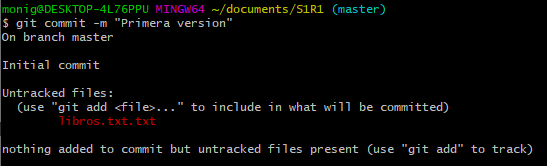 monig@DESKTOP-4L76PPU MINGW64 ~/documents/S1R1 (master)
$ git commit -m "Primera version"
On branch master
Initial commit
Untracked files:
(use "git add <file>..." to include in what will be committed)
libros.txt.txt
nothing added to commit but untracked files present (use "git add" to track)